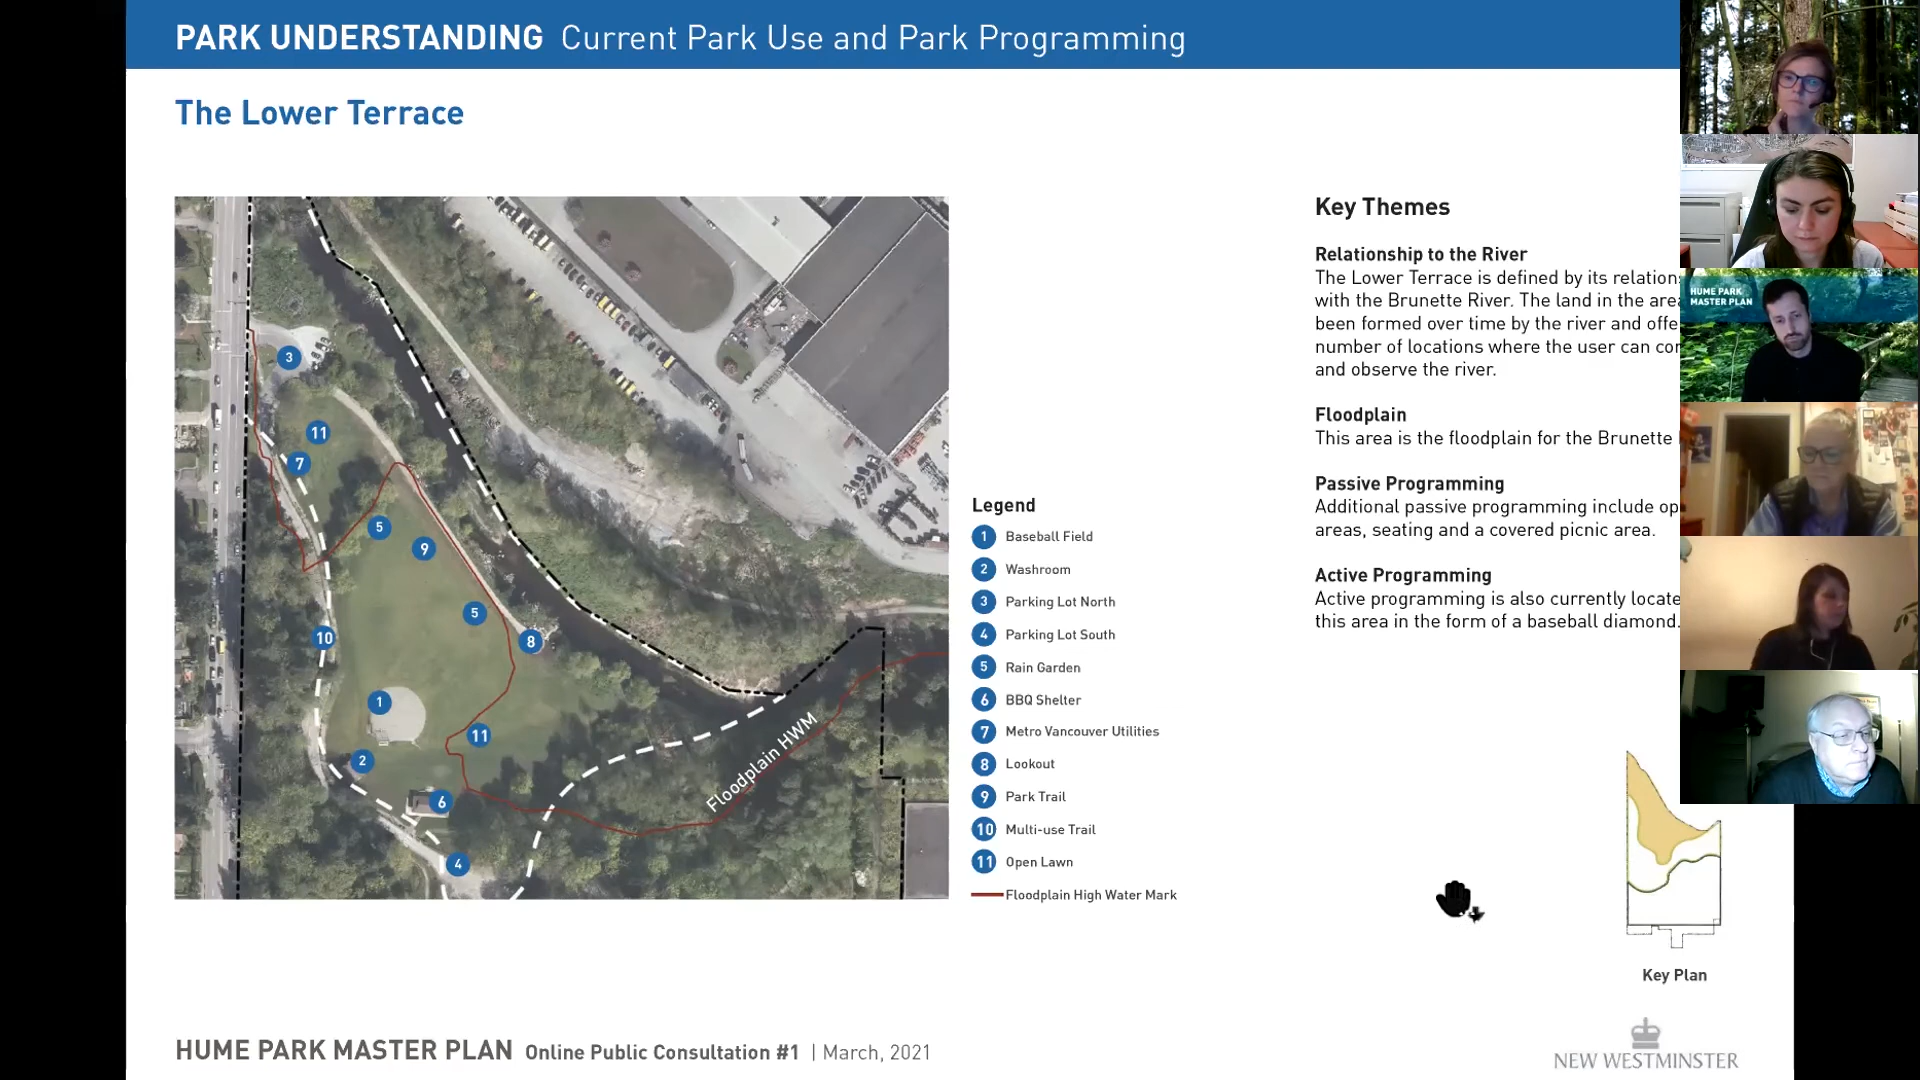 PARK UNDERSTANDING Current Park Use and Park Programming
The Lower Terrace
3
11
7
5
9
5
10
8
1
11
2
6
4
Floodplain HWM
Legend
1 Baseball Field
2 Washroom
3 Parking Lot North
4 Parking Lot South
5 Rain Garden
6 BBQ Shelter
7 Metro Vancouver Utilities
8 Lookout
9 Park Trail
10 Multi-use Trail
11 Open Lawn
Floodplain High Water Mark
Key Themes
Relationship to the River
The Lower Terrace is defined by its relation
with the Brunette River. The land in the area
been formed over time by the river and offe
number of locations where the user can co
and observe the river.
Floodplain
This area is the floodplain for the Brunette
Passive Programming
Additional passive programming include op
areas, seating and a covered picnic area.
Active Programming
Active programming is also currently locate
this area in the form of a baseball diamond.
HUME PARK
MASTER PLAN
Key Plan
HUME PARK MASTER PLAN Online Public Consultation #1 | March, 2021
NEW WESTMINSTER